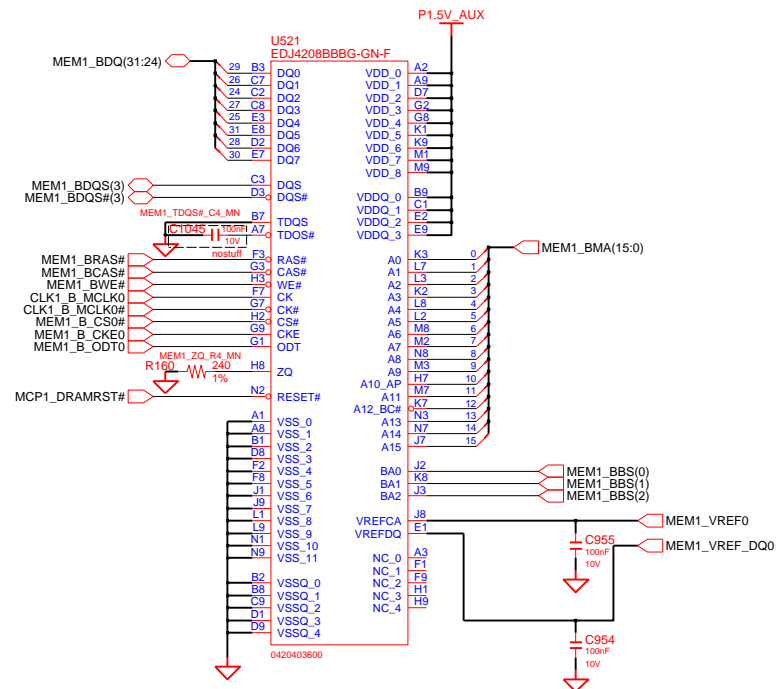 P1.5V_AUX
U521
EDJ4208BBBG-GN-F
MEM1_BDQ(31:24)
29 B3 DQ0
26 C7 DQ1
24 C2 DQ2
27 C8 DQ3
25 E3 DQ4
31 E8 DQ5
28 D2 DQ6
30 E7 DQ7
MEM1_BDQS(3) C3 DQS
MEM1_BDQS#(3) D3 DQS#
MEM1_TDQS#_C4_MN
B7 TDQS
C1045 100nF A7 TDOS#
10V
nostuff
MEM1_BRAS# F3 RAS#
MEM1_BCAS# G3 CAS#
MEM1_BWE# H3 WE#
CLK1_B_MCLK0 F7 CK
CLK1_B_MCLK0# G7 CK#
MEM1_B_CS0# H2 CS#
MEM1_B_CKE0 G9 CKE
MEM1_B_ODT0 G1 ODT
MEM1_ZQ_R4_MN
R160 240 H8 ZQ
1%
MCP1_DRAMRST# N2 RESET#
A1 VSS_0
A8 VSS_1
B1 VSS_2
D8 VSS_3
F2 VSS_4
F8 VSS_5
J1 VSS_6
J9 VSS_7
L1 VSS_8
L9 VSS_9
N1 VSS_10
N9 VSS_11
B2 VSSQ_0
B8 VSSQ_1
C9 VSSQ_2
D1 VSSQ_3
D9 VSSQ_4
0420403600
VDD_0 A2
VDD_1 A9
VDD_2 D7
VDD_3 G2
VDD_4 G8
VDD_5 K1
VDD_6 K9
VDD_7 M1
VDD_8 M9
VDDQ_0 B9
VDDQ_1 C1
VDDQ_2 E2
VDDQ_3 E9
MEM1_BMA(15:0)
A0 K3 0
A1 L7 1
A2 L3 2
A3 K2 3
A4 L8 4
A5 L2 5
A6 M8 6
A7 M2 7
A8 N8 8
A9 M3 9
A10_AP H7 10
A11 M7 11
A12_BC# K7 12
A13 N3 13
A14 N7 14
A15 J7 15
BA0 J2 MEM1_BBS(0)
BA1 K8 MEM1_BBS(1)
BA2 J3 MEM1_BBS(2)
VREFCA J8 MEM1_VREF0
VREFDQ E1
C955
100nF
10V
MEM1_VREF_DQ0
NC_0 A3
NC_1 F1
NC_2 F9
NC_3 H1
NC_4 H9
C954
100nF
10V